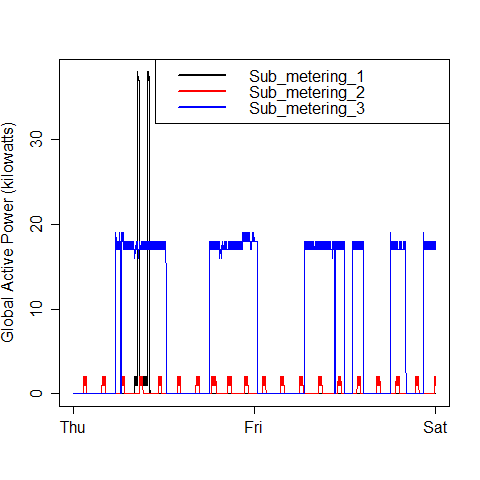 Sub_metering_1
Sub_metering_2
Sub_metering_3
Global Active Power (kilowatts)
30
20
10
0
Thu Fri Sat